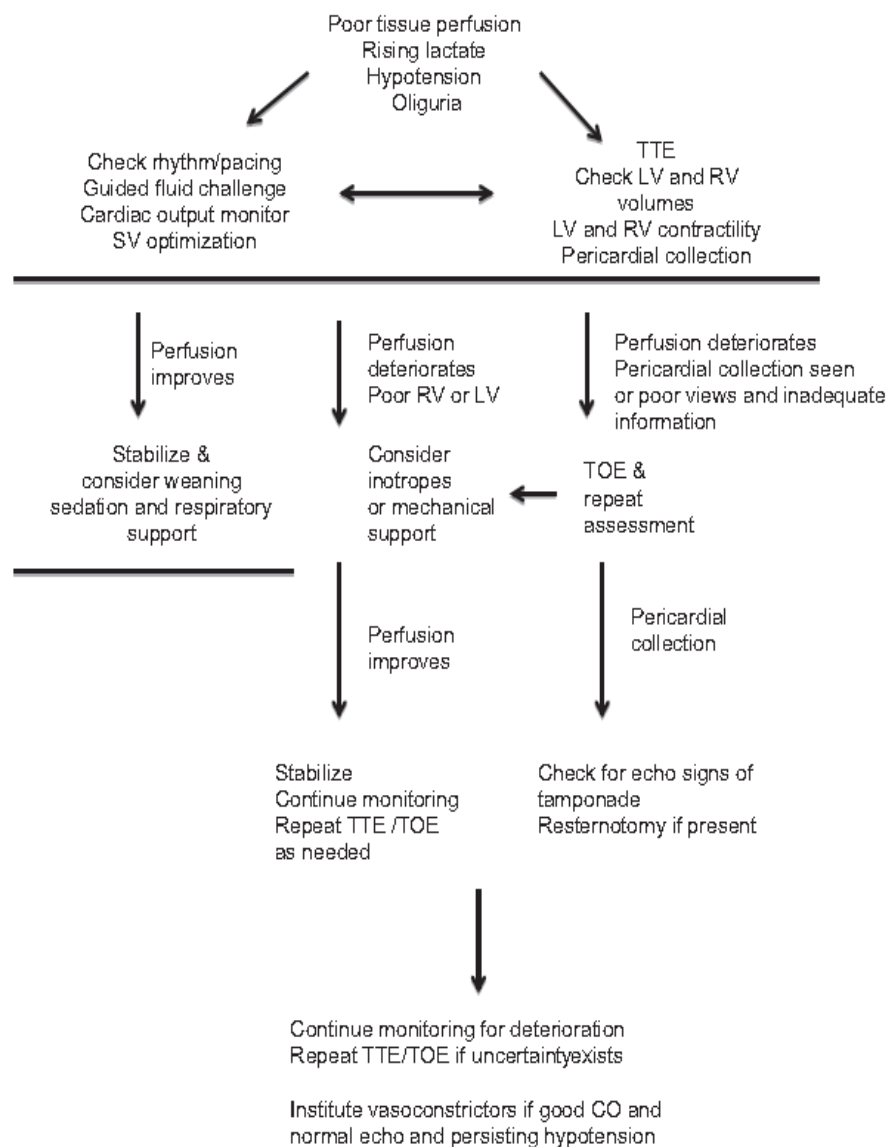 Poor tissue perfusion
Rising lactate
Hypotension
Oliguria
Check rhythm/pacing
Guided fluid challenge
Cardiac output monitor
SV optimization
TTE
Check LV and RV
volumes
LV and RV contractility
Pericardial collection
Perfusion
improves
Perfusion
deteriorates
Poor RV or LV
Perfusion deteriorates
Pericardial collection seen
or poor views and inadequate
information
Stabilize &
consider weaning
sedation and respiratory
support
Consider
inotropes
or mechanical
support
TOE &
repeat
assessment
Perfusion
improves
Pericardial
collection
Stabilize
Continue monitoring
Repeat TTE /TOE
as needed
Check for echo signs of
tamponade
Resternotomy if present
Continue monitoring for deterioration
Repeat TTE/TOE if uncertaintyexists
Institute vasoconstrictors if good CO and
normal echo and persisting hypotension